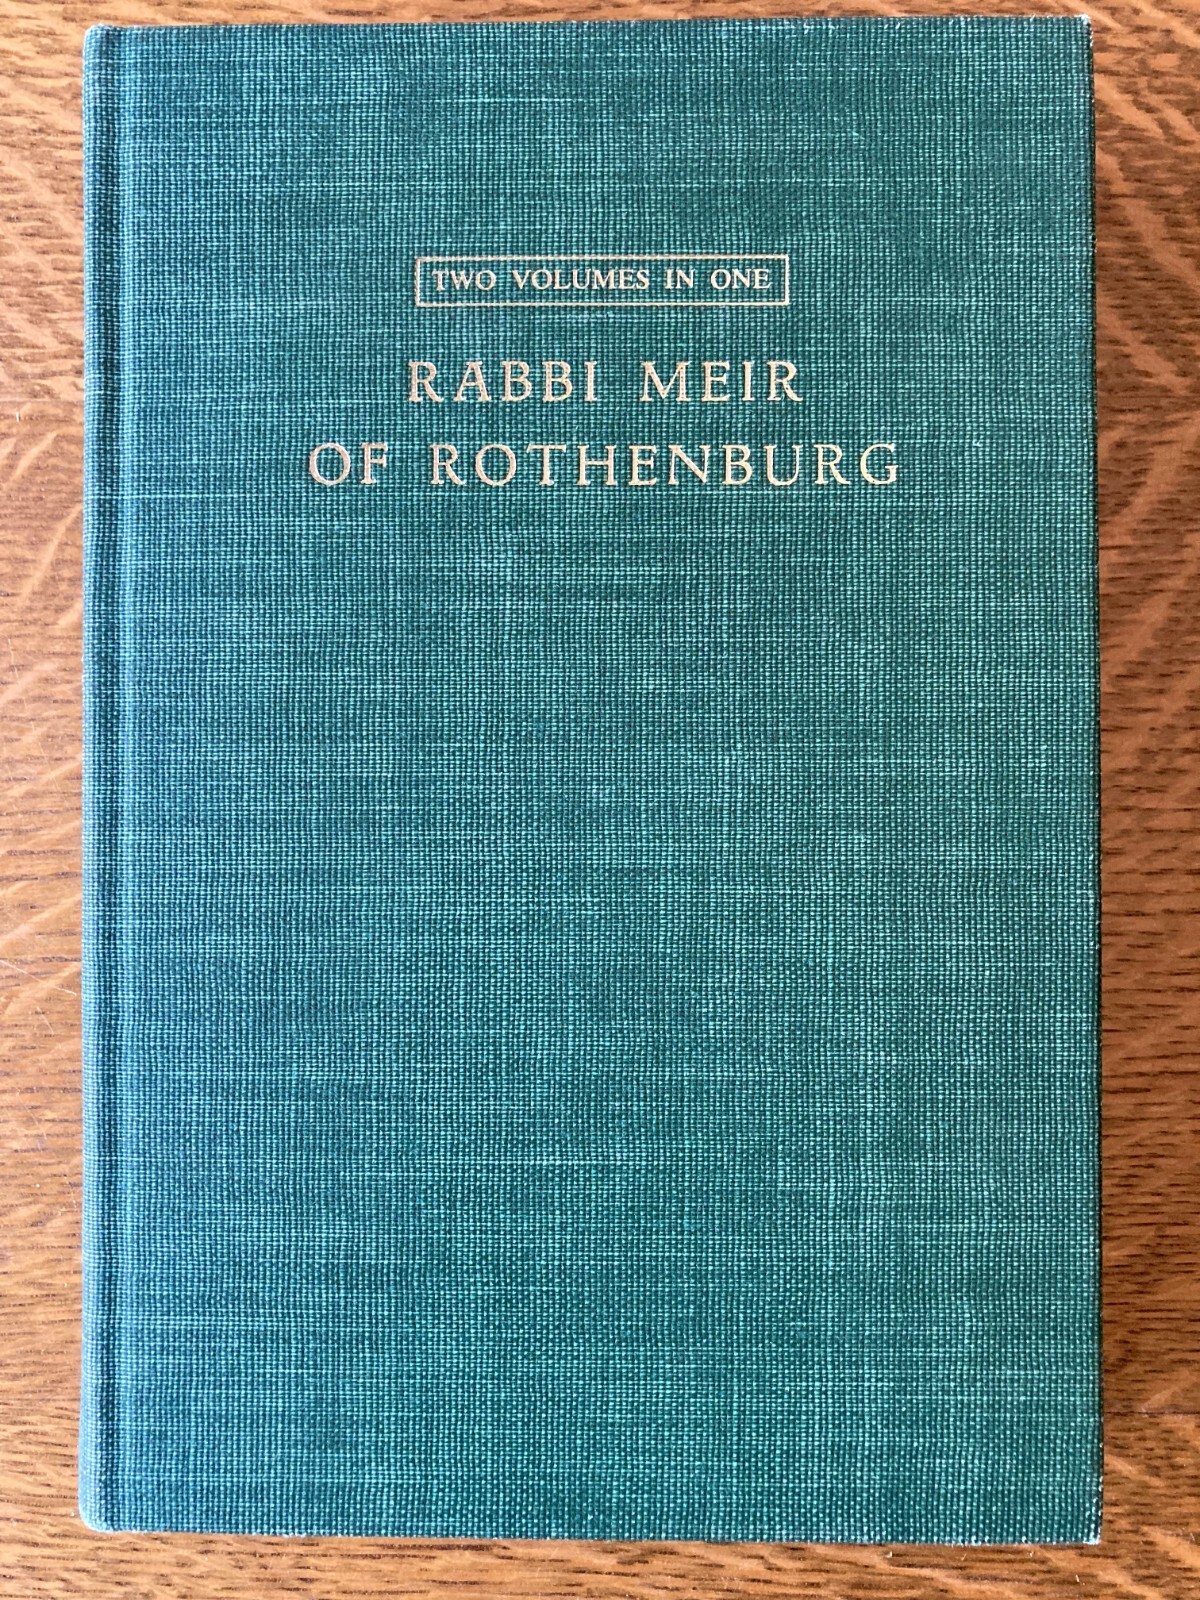 TWO VOLUMES IN ONE
RABBI MEIR
OF ROTHENBURG